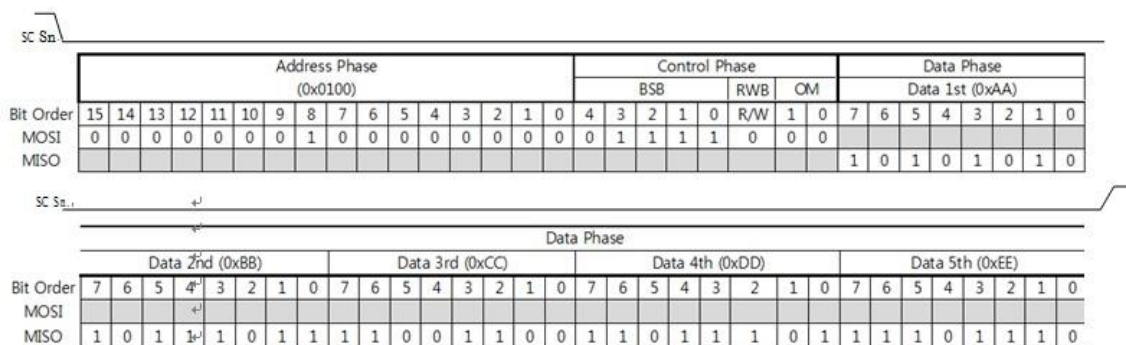 SC Sn
Address Phase Control Phase Data Phase
(0x0100) BSB RWB OM Data 1st (0xAA)
Bit Order 15 14 13 12 11 10 9 8 7 6 5 4 3 2 1 0 4 3 2 1 0 R/W 1 0 7 6 5 4 3 2 1 0
MOSI 0 0 0 0 0 0 0 1 0 0 0 0 0 0 0 0 0 1 1 1 1 0 0 0
MISO 1 0 1 0 1 0 1 0
SC Sn
Data Phase
Data 2nd (0xBB) Data 3rd (0xCC) Data 4th (0xDD) Data 5th (0xEE)
Bit Order 7 6 5 4 3 2 1 0 7 6 5 4 3 2 1 0 7 6 5 4 3 2 1 0 7 6 5 4 3 2 1 0
MOSI
MISO 1 0 1 1 1 0 1 1 1 1 0 0 1 1 0 0 1 1 0 1 1 1 0 1 1 1 1 0 1 1 1 0